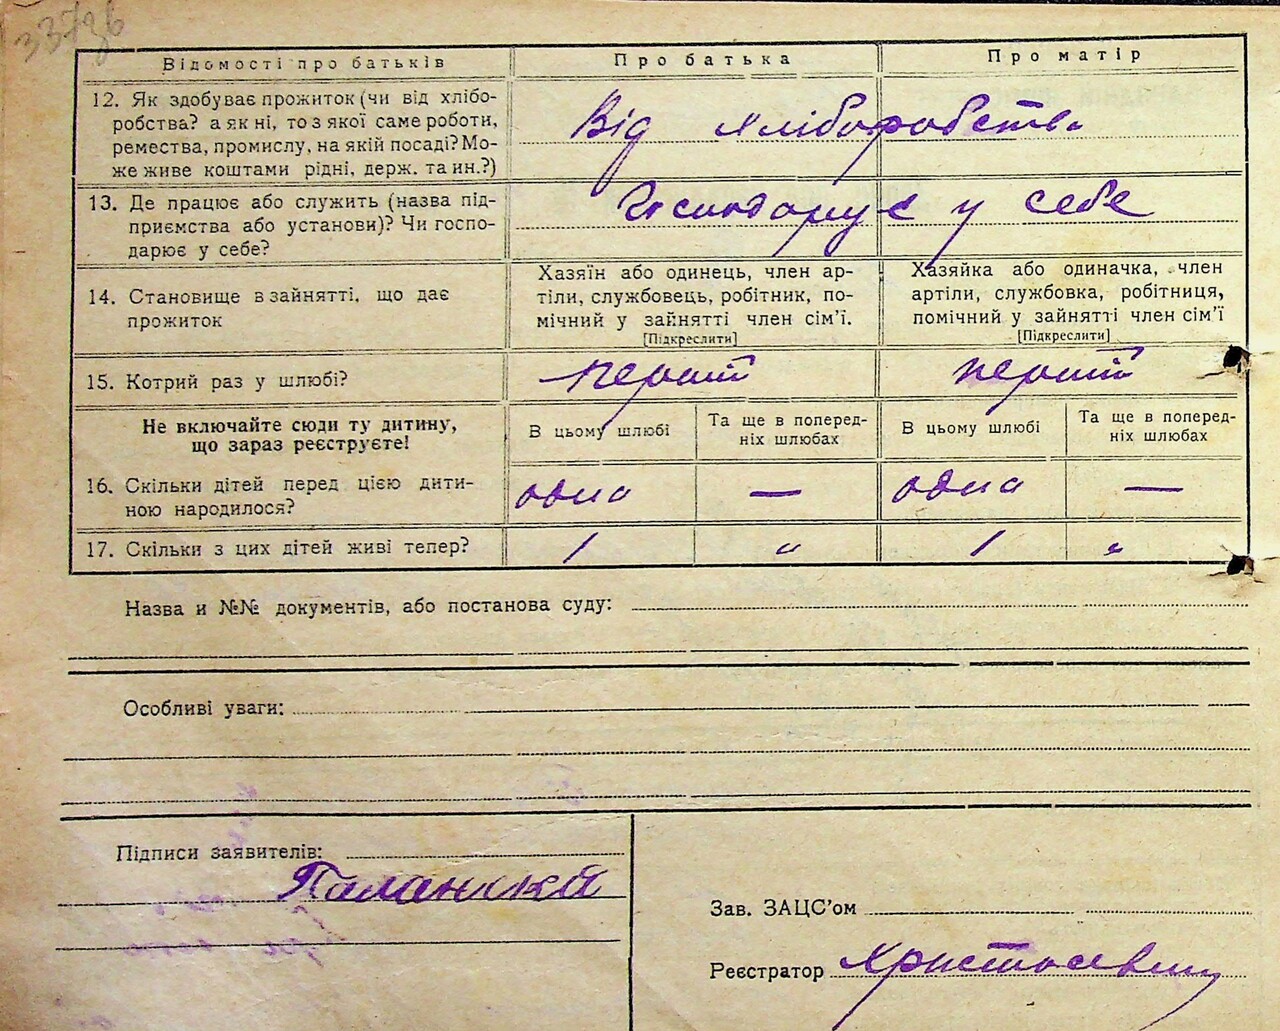 Відомості про батьків Про батька Про матір
12. Як здобуває прожиток (чи від хлібо-
робства? а як ні, то з якої саме роботи,
ремества, промислу, на якій посаді? Мо-
же живе коштами рідні, держ. та ин.?)
Від хліборобства
13. Де працює або служить (назва під-
приємства або установи)? Чи госпо-
дарює у себе?
Господарує у себе
14. Становище в зайнятті, що дає
прожиток
Хазяїн або одинець, член ар-
тіли, службовець, робітник, по-
мічний у зайнятті член сім’ї.
[Підкреслити]
Хазяйка або одиначка, член
артіли, службовка, робітниця,
помічний у зайнятті член сім’ї
[Підкреслити]
15. Котрий раз у шлюбі? перший перший
Не включайте сюди ту дитину,
що зараз реєструєте!
В цьому шлюбі
Та ще в поперед-
ніх шлюбах
В цьому шлюбі
Та ще в поперед-
ніх шлюбах
16. Скільки дітей перед цією дити-
ною народилося?
одна — одна —
17. Скільки з цих дітей живі тепер? 1 " 1 "
Назва и №№ документів, або постанова суду:
Особливі уваги:
Підписи заявителів:
Зав. ЗАЦС’ом
Реєстратор